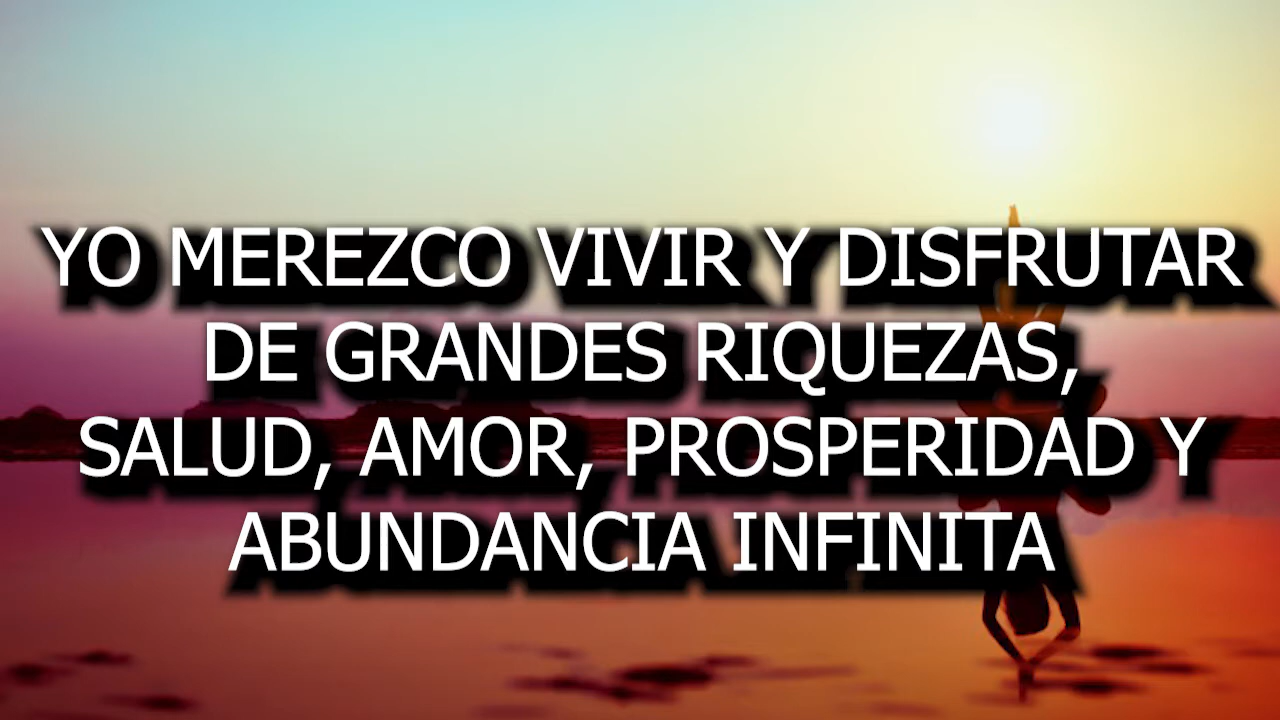 YO MEREZCO VIVIR Y DISFRUTAR
DE GRANDES RIQUEZAS,
SALUD, AMOR, PROSPERIDAD Y
ABUNDANCIA INFINITA